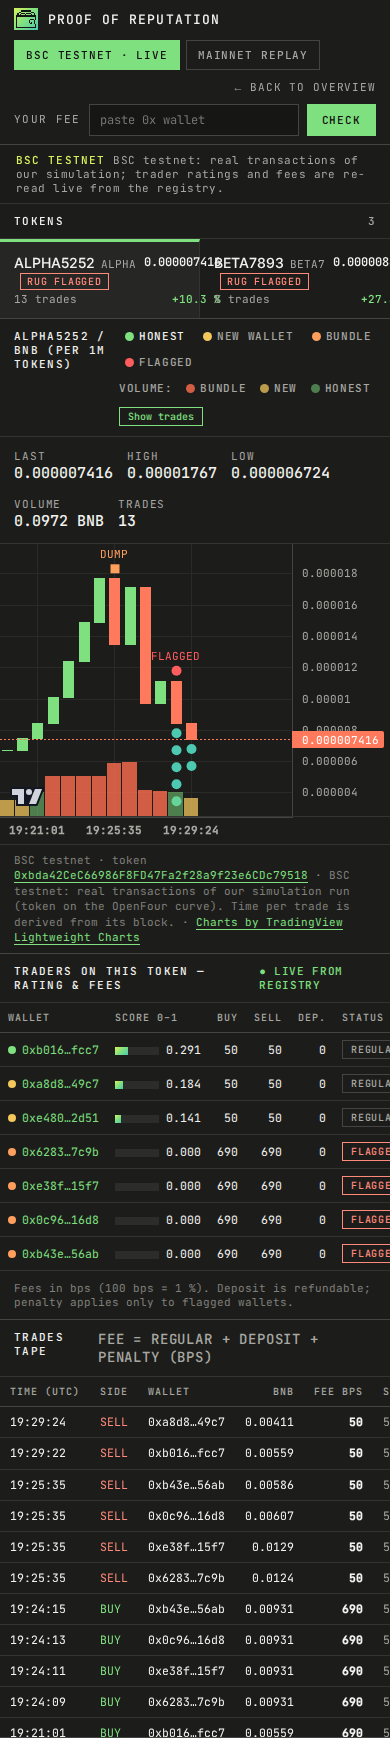 PROOF OF REPUTATION
BSC TESTNET · LIVE MAINNET REPLAY
← BACK TO OVERVIEW
YOUR FEE paste 0x wallet CHECK
BSC TESTNET BSC testnet: real transactions of
our simulation; trader ratings and fees are re-
read live from the registry.
TOKENS 3
ALPHA5252 ALPHA 0.000007416 BETA7893 BETA7 0.000008
RUG FLAGGED RUG FLAGGED
13 trades +10.3 % trades +27.
ALPHA5252 /
BNB (PER 1M
TOKENS)
HONEST NEW WALLET BUNDLE
FLAGGED
VOLUME: BUNDLE NEW HONEST
Show trades
LAST HIGH LOW
0.000007416 0.00001767 0.000006724
VOLUME TRADES
0.0972 BNB 13
DUMP
FLAGGED
0.000018
0.000016
0.000014
0.000012
0.00001
0.000008
0.000007416
0.000006
0.000004
19:21:01 19:25:35 19:29:24
BSC testnet · token
0xbda42CeC66986F8FD47Fa2f28a9f23e6CDc79518 · BSC
testnet: real transactions of our simulation run
(token on the OpenFour curve). Time per trade is
derived from its block. · Charts by TradingView
Lightweight Charts
TRADERS ON THIS TOKEN —
RATING & FEES
● LIVE FROM
REGISTRY
WALLET SCORE 0–1 BUY SELL DEP. STATUS
0xb016…fcc7 0.291 50 50 0 REGULA
0xa8d8…49c7 0.184 50 50 0 REGULA
0xe480…2d51 0.141 50 50 0 REGULA
0x6283…7c9b 0.000 690 690 0 FLAGGE
0xe38f…15f7 0.000 690 690 0 FLAGGE
0x0c96…16d8 0.000 690 690 0 FLAGGE
0xb43e…56ab 0.000 690 690 0 FLAGGE
Fees in bps (100 bps = 1 %). Deposit is refundable;
penalty applies only to flagged wallets.
TRADES
TAPE
FEE = REGULAR + DEPOSIT +
PENALTY (BPS)
TIME (UTC) SIDE WALLET BNB FEE BPS S
19:29:24 SELL 0xa8d8…49c7 0.00411 50 5
19:29:22 SELL 0xb016…fcc7 0.00559 50 5
19:25:35 SELL 0xb43e…56ab 0.00586 50 5
19:25:35 SELL 0x0c96…16d8 0.00607 50 5
19:25:35 SELL 0xe38f…15f7 0.0129 50 5
19:25:35 SELL 0x6283…7c9b 0.0124 50 5
19:24:15 BUY 0xb43e…56ab 0.00931 690 5
19:24:13 BUY 0x0c96…16d8 0.00931 690 5
19:24:11 BUY 0xe38f…15f7 0.00931 690 5
19:24:09 BUY 0x6283…7c9b 0.00931 690 5
19:21:01 BUY 0xb016…fcc7 0.00559 690 5